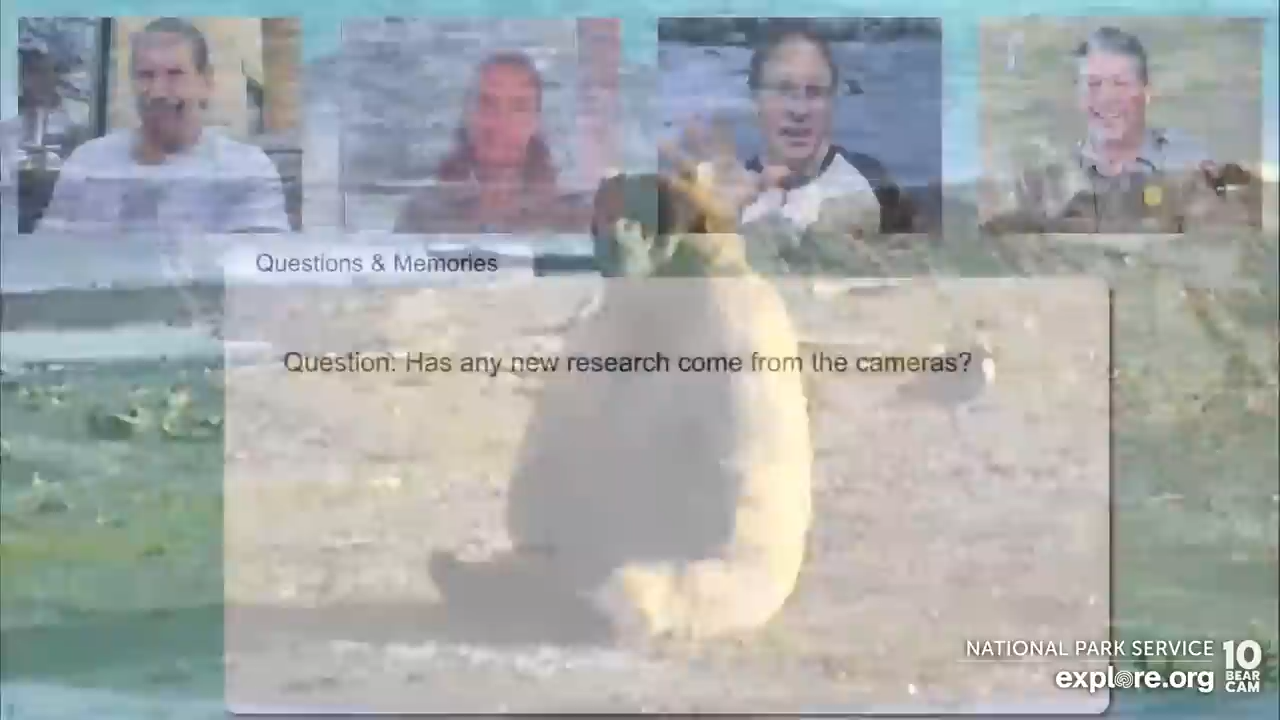 Questions & Memories
Question: Has any new research come from the cameras?
NATIONAL PARK SERVICE
explore.org
10
BEAR
CAM